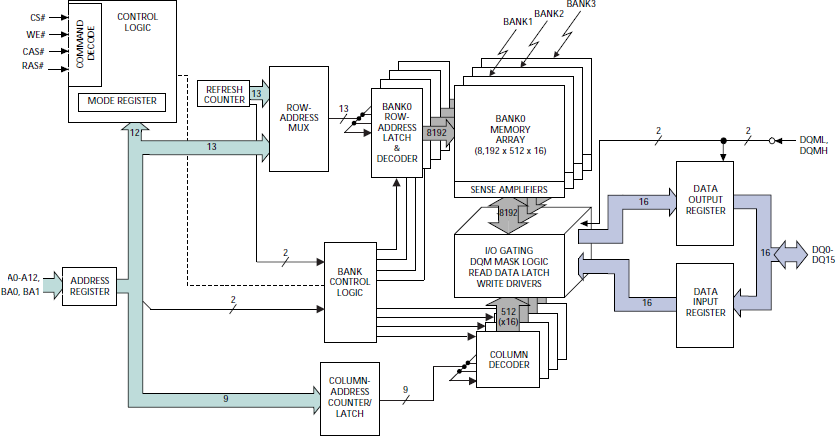 BANK3
BANK2
BANK1
CS#
WE#
CAS#
RAS#
COMMAND
DECODE
CONTROL
LOGIC
MODE REGISTER
12
REFRESH
COUNTER
13
ROW-
ADDRESS
MUX
13
13
BANK0
ROW-
ADDRESS
LATCH
&
DECODER
8192
BANK0
MEMORY
ARRAY
(8,192 x 512 x 16)
SENSE AMPLIFIERS
8192
2
2
DQML,
DQMH
DATA
OUTPUT
REGISTER
16
16
DQ0-
DQ15
DATA
INPUT
REGISTER
16
I/O GATING
DQM MASK LOGIC
READ DATA LATCH
WRITE DRIVERS
2
BANK
CONTROL
LOGIC
A0-A12,
BA0, BA1
ADDRESS
REGISTER
2
512
(x16)
COLUMN
DECODER
COLUMN-
ADDRESS
COUNTER/
LATCH
9
9